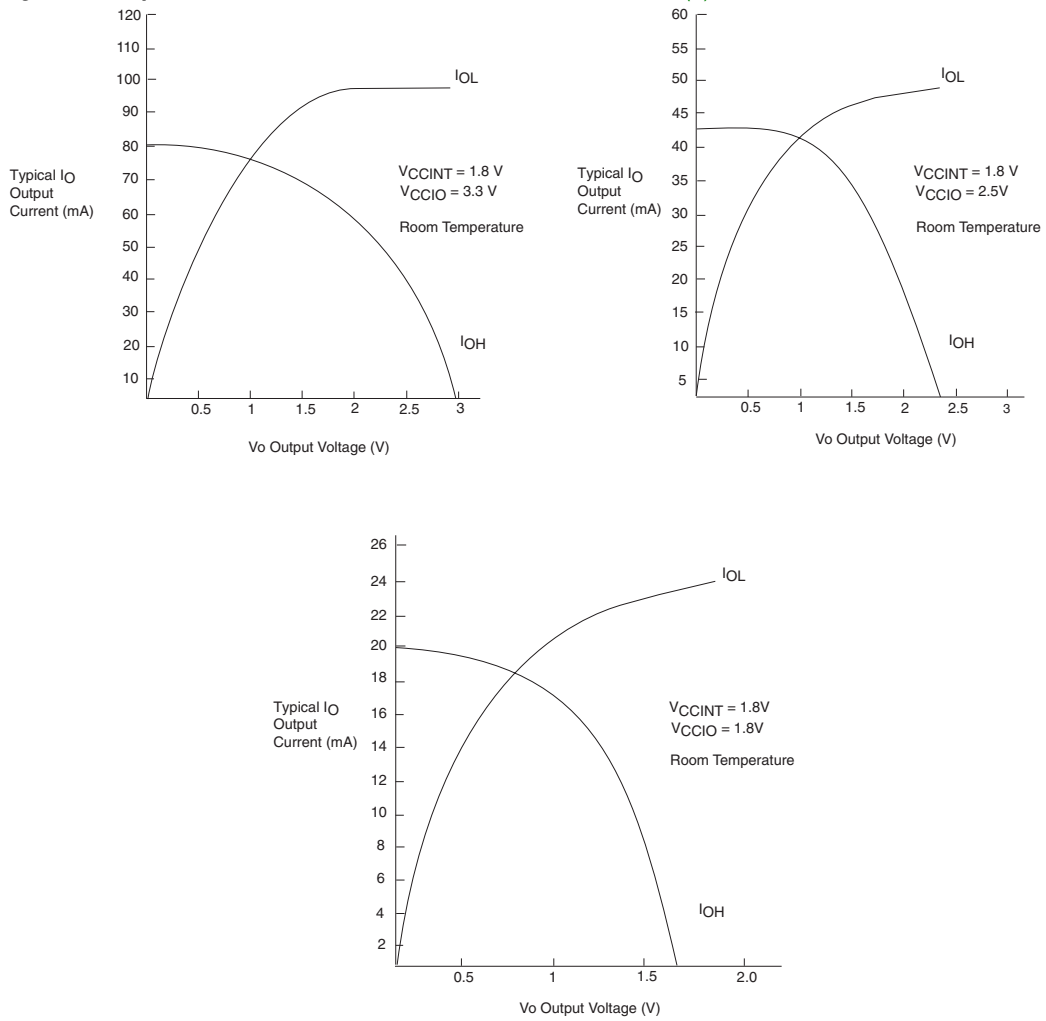 120
110
100
90
80
70
60
50
40
30
20
10
Typical IO
Output
Current (mA)
IOL
VCCINT = 1.8 V
VCCIO = 3.3 V
Room Temperature
IOH
0.5 1 1.5 2 2.5 3
Vo Output Voltage (V)
60
55
50
45
40
35
30
25
20
15
10
5
Typical IO
Output
Current (mA)
IOL
VCCINT = 1.8 V
VCCIO = 2.5V
Room Temperature
IOH
0.5 1 1.5 2 2.5 3
Vo Output Voltage (V)
26
24
22
20
18
16
14
12
10
8
6
4
2
Typical IO
Output
Current (mA)
IOL
VCCINT = 1.8V
VCCIO = 1.8V
Room Temperature
IOH
0.5 1 1.5 2.0
Vo Output Voltage (V)